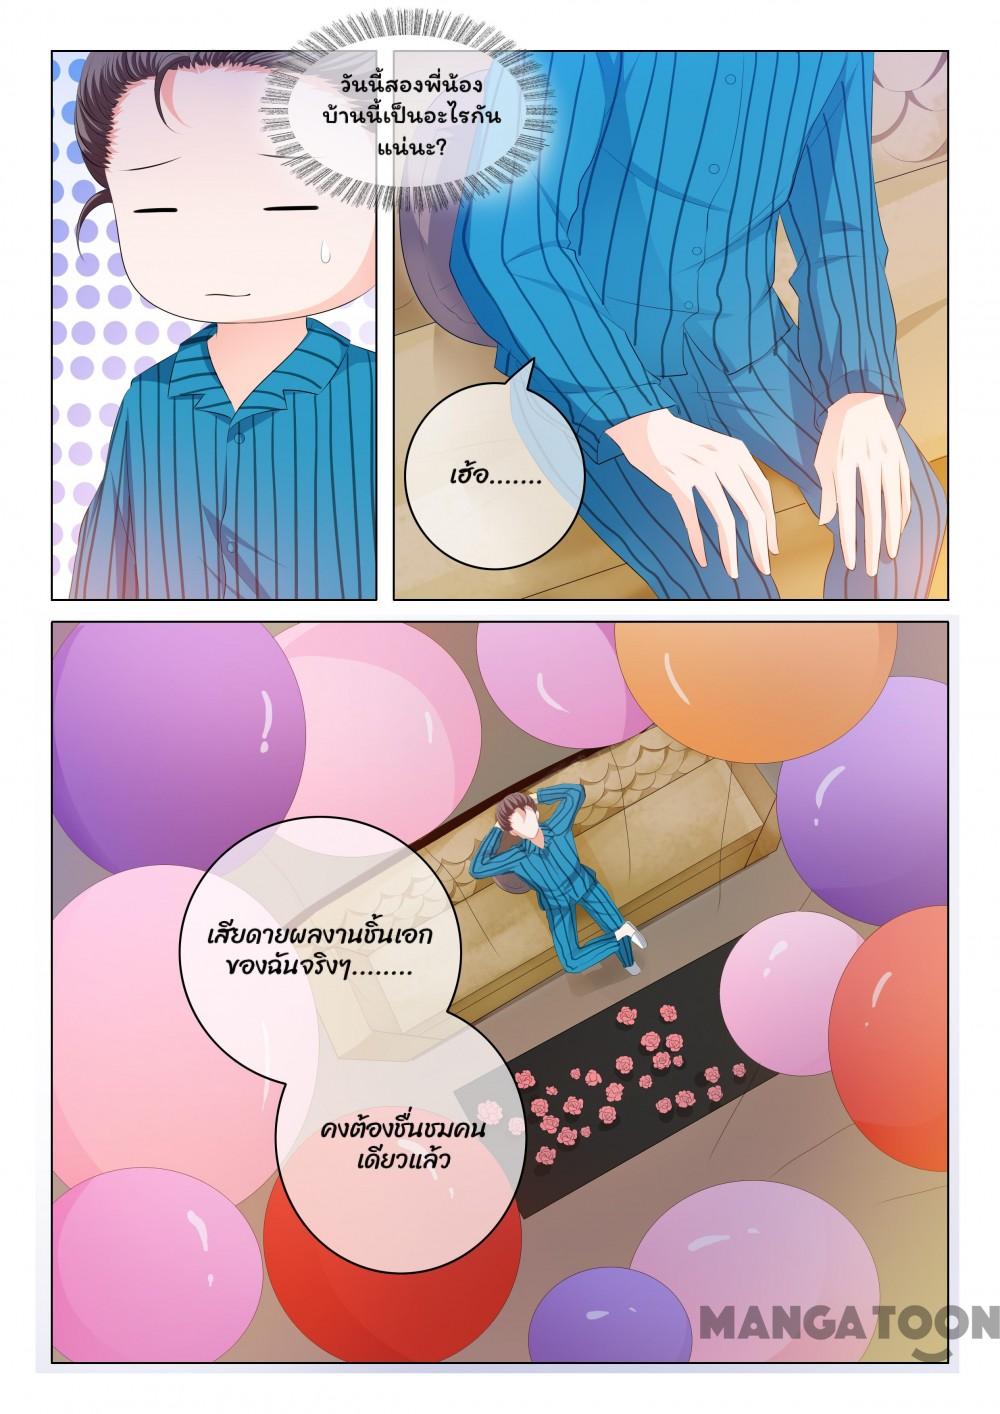 วันนี้สองพี่น้อง
บ้านนี้เป็นอะไรกัน
แน่นะ?
เฮ้อ.......
เสียดายผลงานชิ้นเอก
ของฉันจริงๆ........
คงต้องชื่นชมคน
เดียวแล้ว
MANGATOON